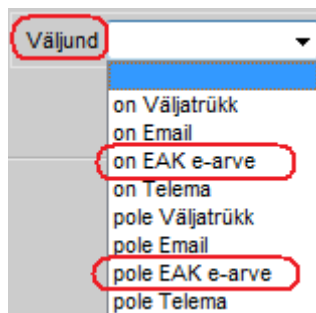 Väljund
on Väljatrükk
on Email
on EAK e-arve
on Telema
pole Väljatrükk
pole Email
pole EAK e-arve
pole Telema